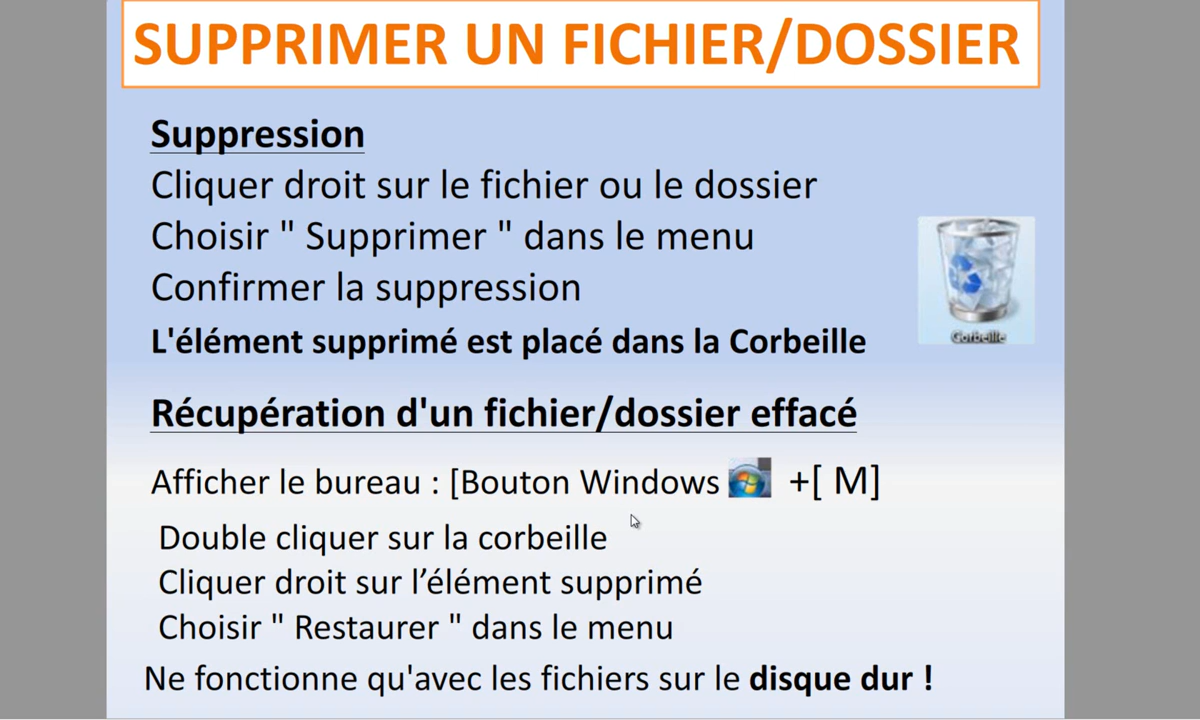 SUPPRIMER UN FICHIER/DOSSIER
Suppression
Cliquer droit sur le fichier ou le dossier
Choisir " Supprimer " dans le menu
Confirmer la suppression
Corbeille
L'élément supprimé est placé dans la Corbeille
Récupération d'un fichier/dossier effacé
Afficher le bureau : [Bouton Windows +[ M]
Double cliquer sur la corbeille
Cliquer droit sur l’élément supprimé
Choisir " Restaurer " dans le menu
Ne fonctionne qu'avec les fichiers sur le disque dur !